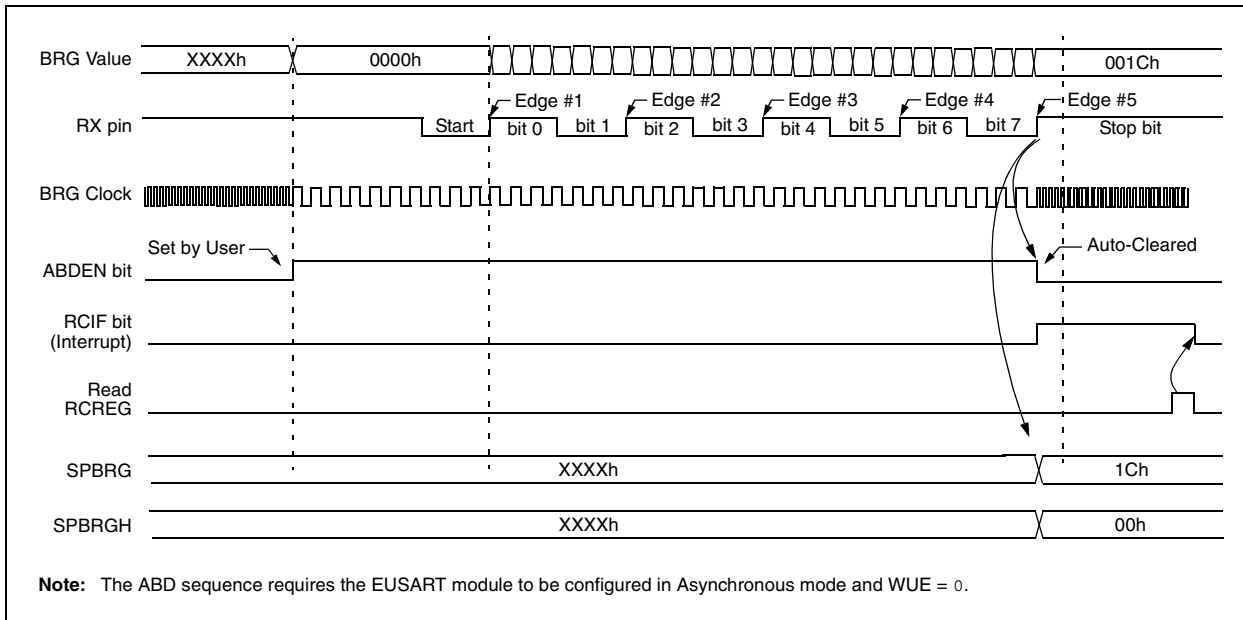 BRG Value XXXXh 0000h 001Ch
Edge #1 Edge #2 Edge #3 Edge #4 Edge #5
RX pin Start bit 0 bit 1 bit 2 bit 3 bit 4 bit 5 bit 6 bit 7 Stop bit
BRG Clock
Set by User Auto-Cleared
ABDEN bit
RCIF bit
(Interrupt)
Read
RCREG
SPBRG XXXXh 1Ch
SPBRGH XXXXh 00h
Note: The ABD sequence requires the EUSART module to be configured in Asynchronous mode and WUE = 0.